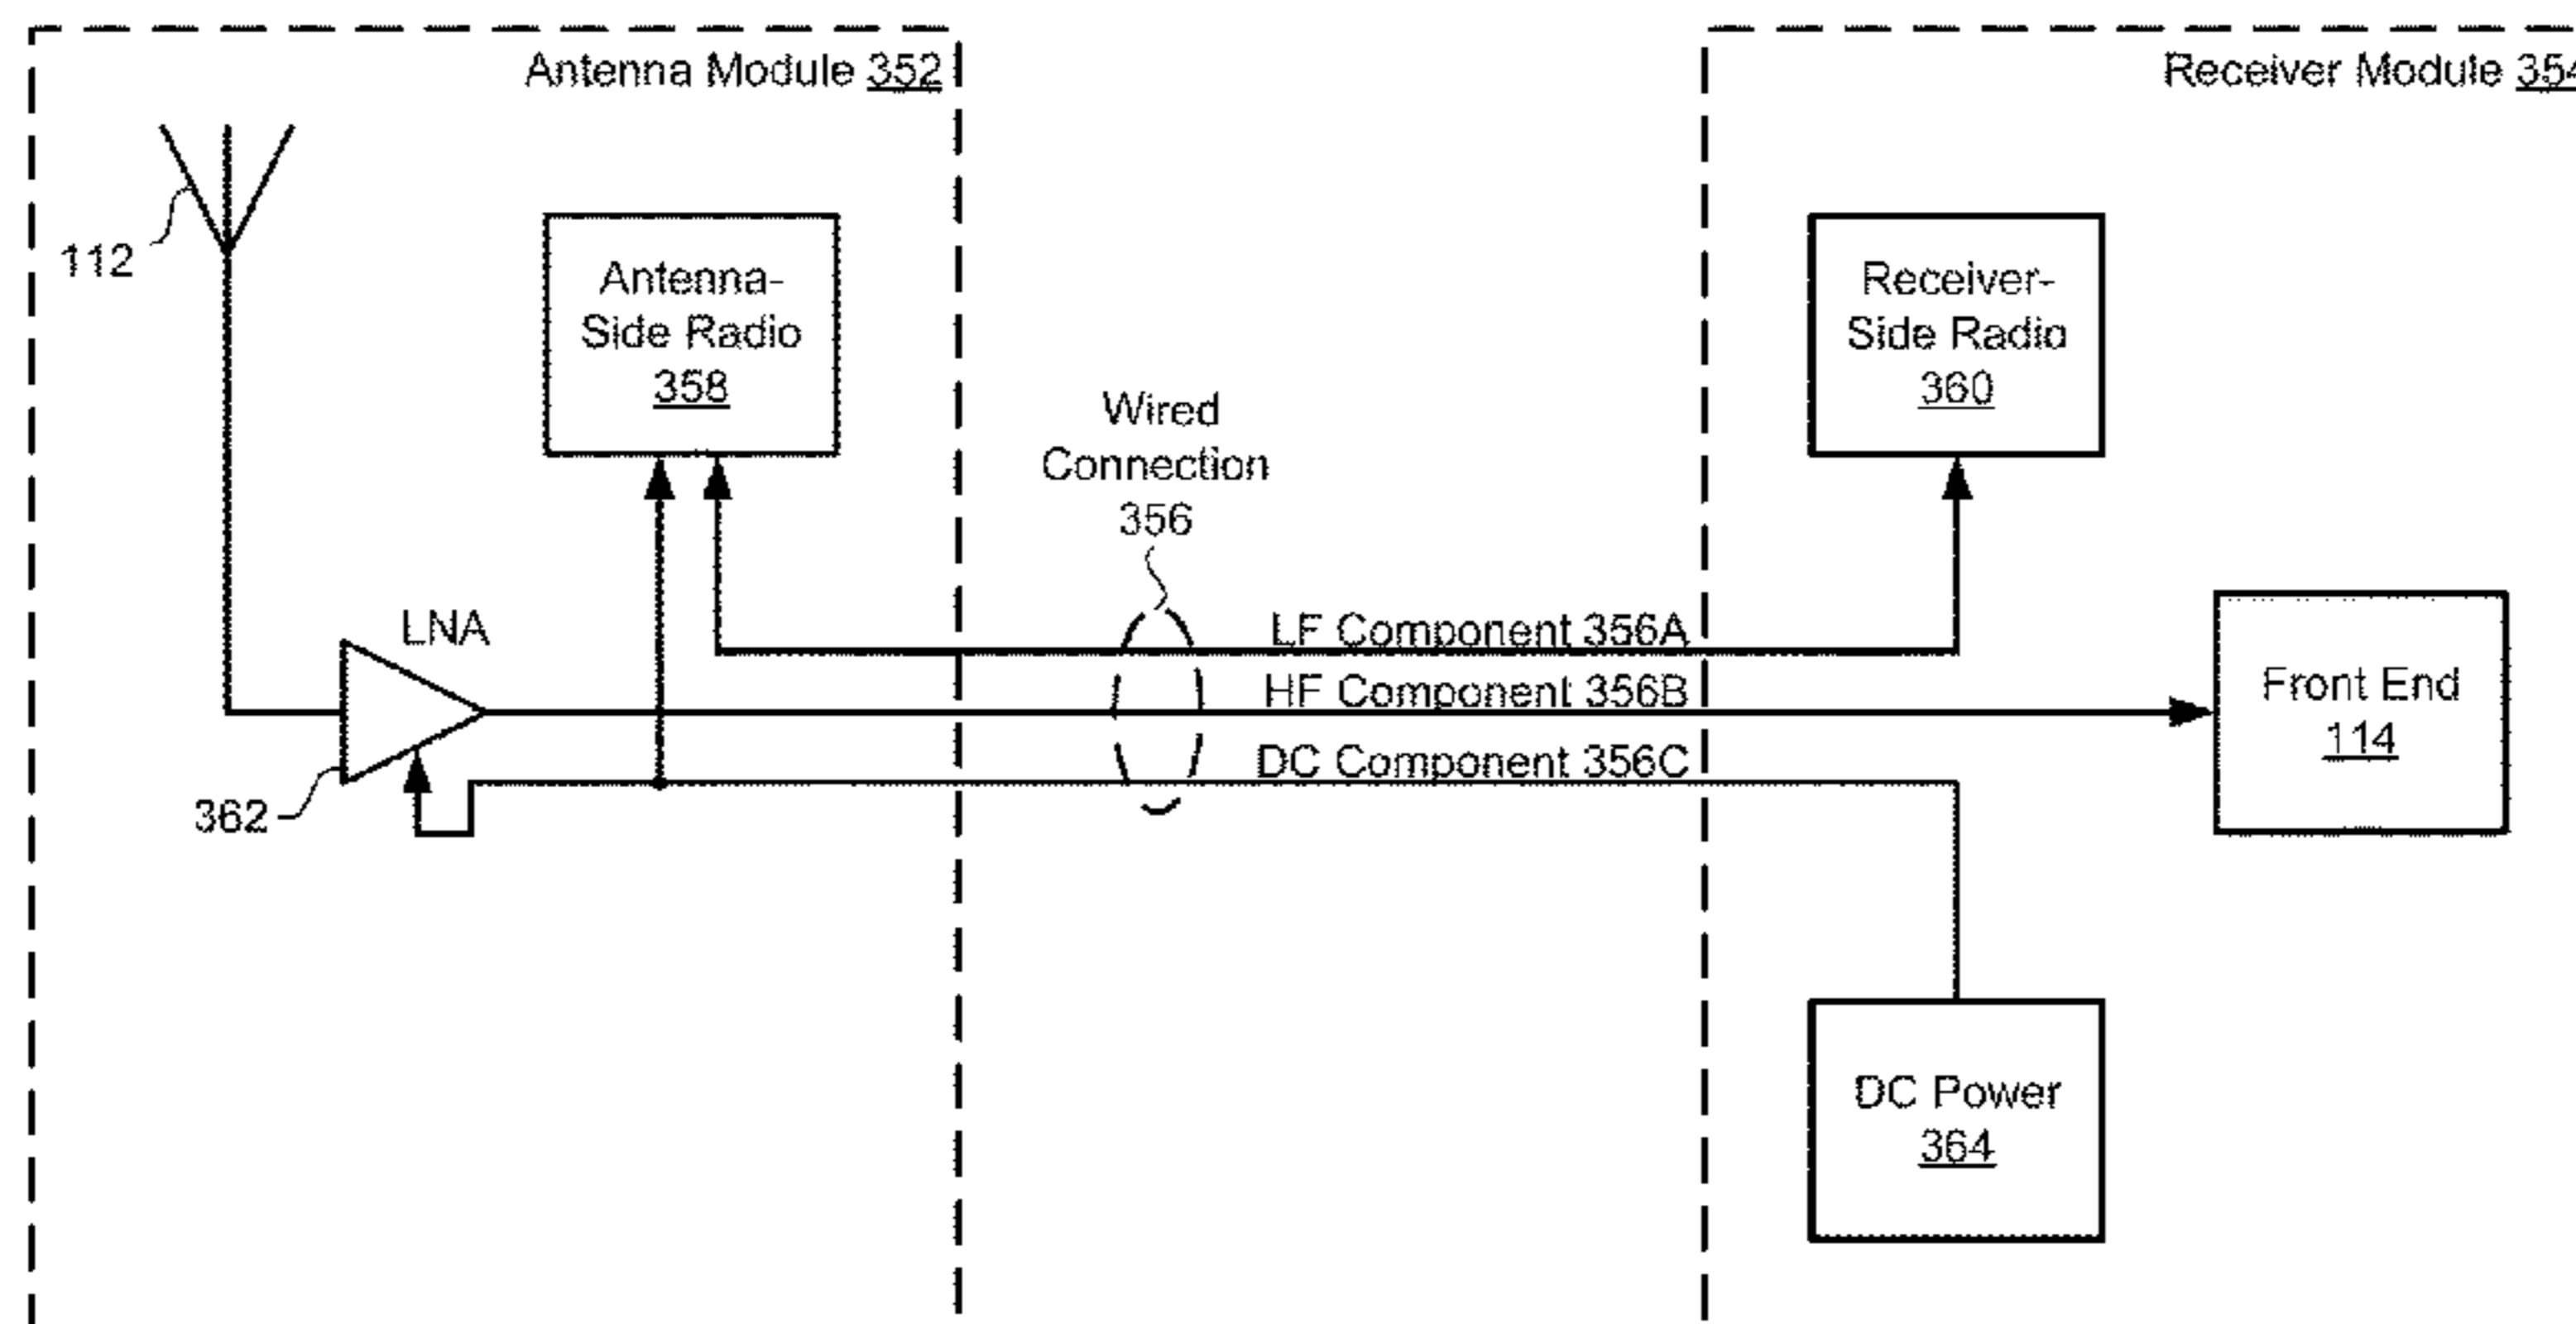 Antenna Module 352
Receiver Module 354
112
Antenna-
Side Radio
358
Receiver-
Side Radio
360
Wired
Connection
356
LNA
362
LF Component 356A
HF Component 356B
DC Component 356C
Front End
114
DC Power
364